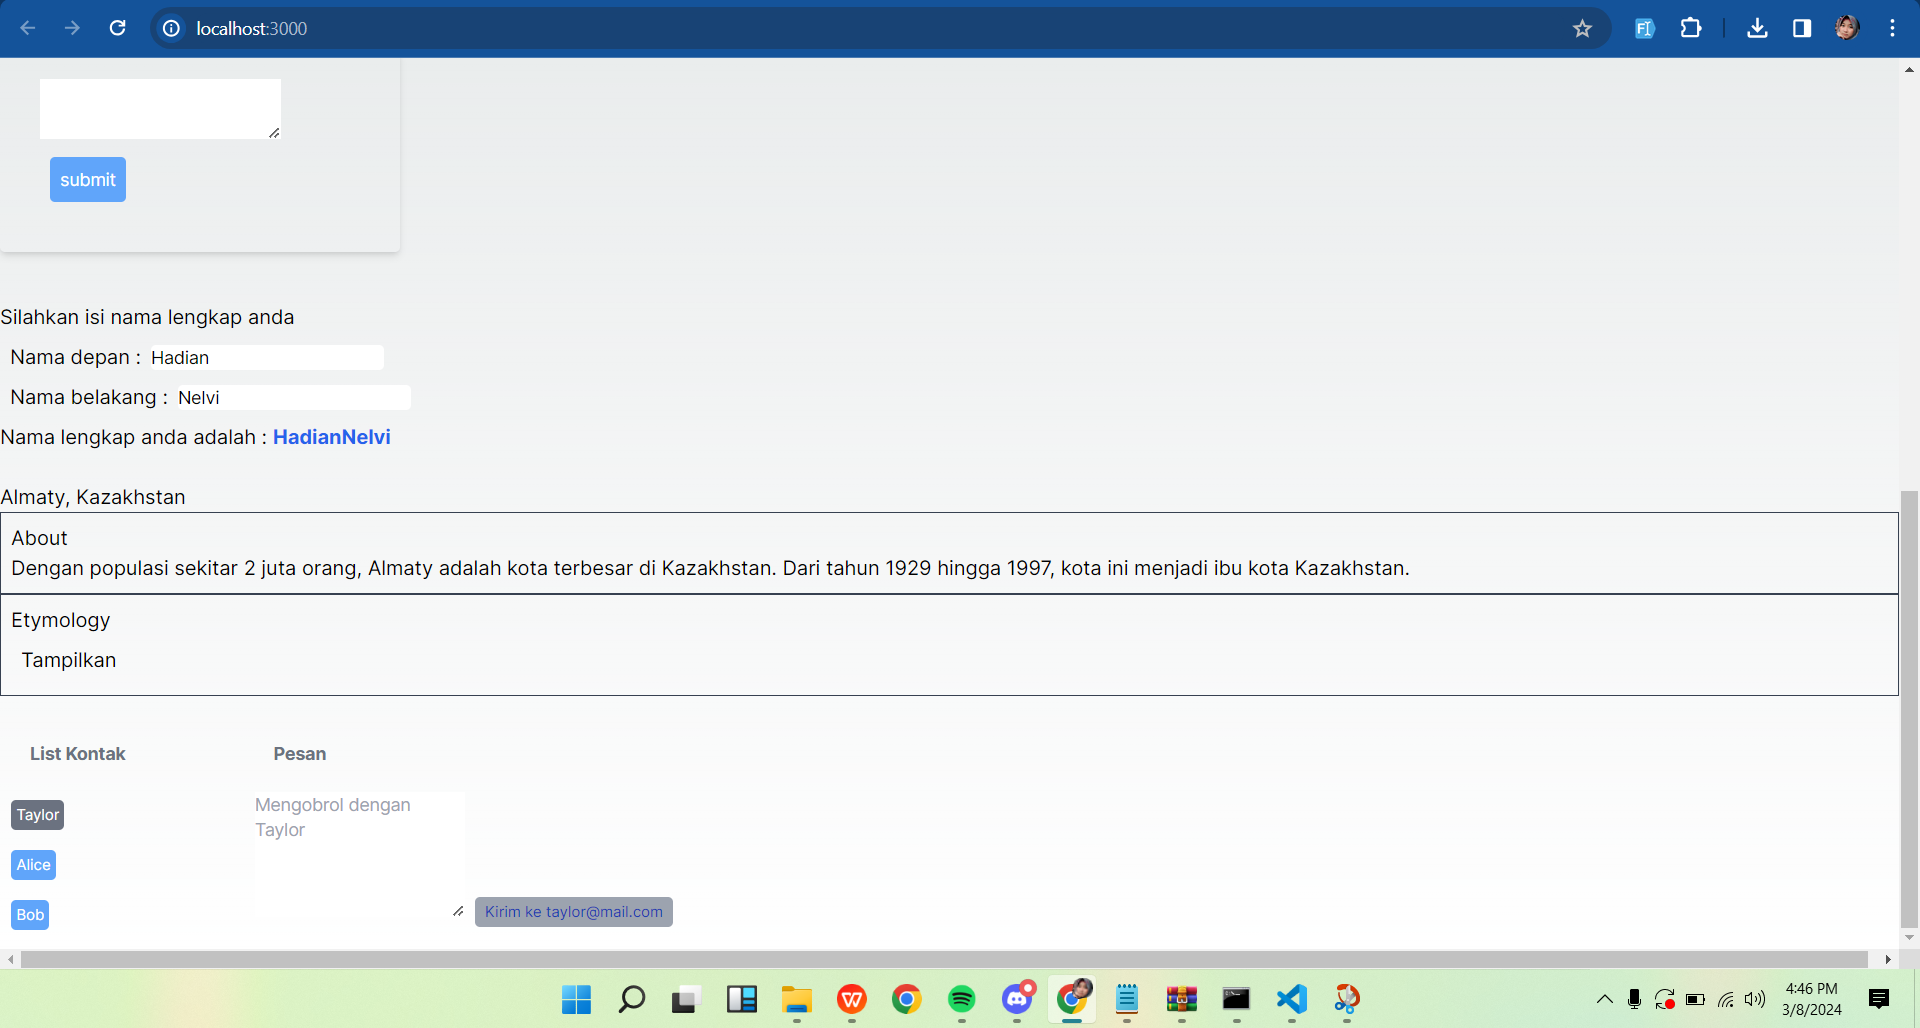 localhost:3000
submit
Silahkan isi nama lengkap anda
Nama depan : Hadian
Nama belakang : Nelvi
Nama lengkap anda adalah : HadianNelvi
Almaty, Kazakhstan
About
Dengan populasi sekitar 2 juta orang, Almaty adalah kota terbesar di Kazakhstan. Dari tahun 1929 hingga 1997, kota ini menjadi ibu kota Kazakhstan.
Etymology
Tampilkan
List Kontak
Pesan
Taylor
Alice
Bob
Mengobrol dengan
Taylor
Kirim ke taylor@mail.com
4:46 PM
3/8/2024